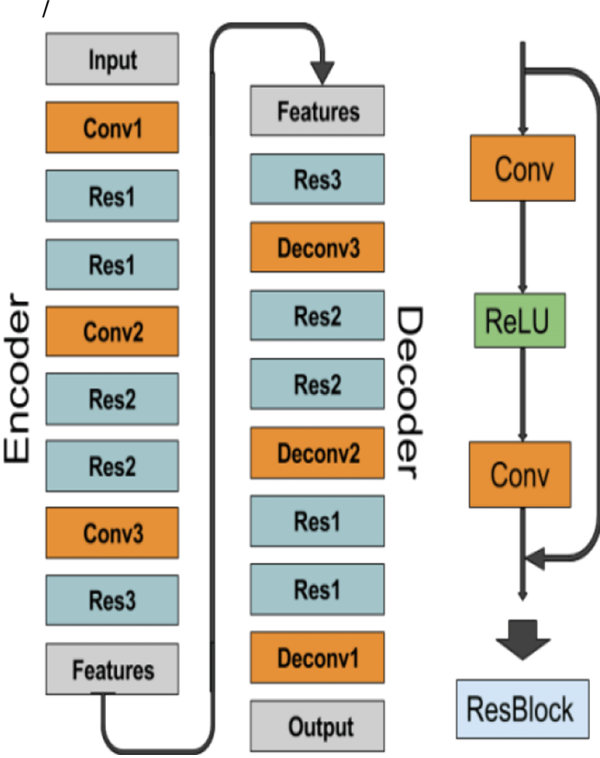 /
Encoder
Input
Conv1
Res1
Res1
Conv2
Res2
Res2
Conv3
Res3
Features
Decoder
Features
Res3
Deconv3
Res2
Res2
Deconv2
Res1
Res1
Deconv1
Output
Conv
ReLU
Conv
ResBlock